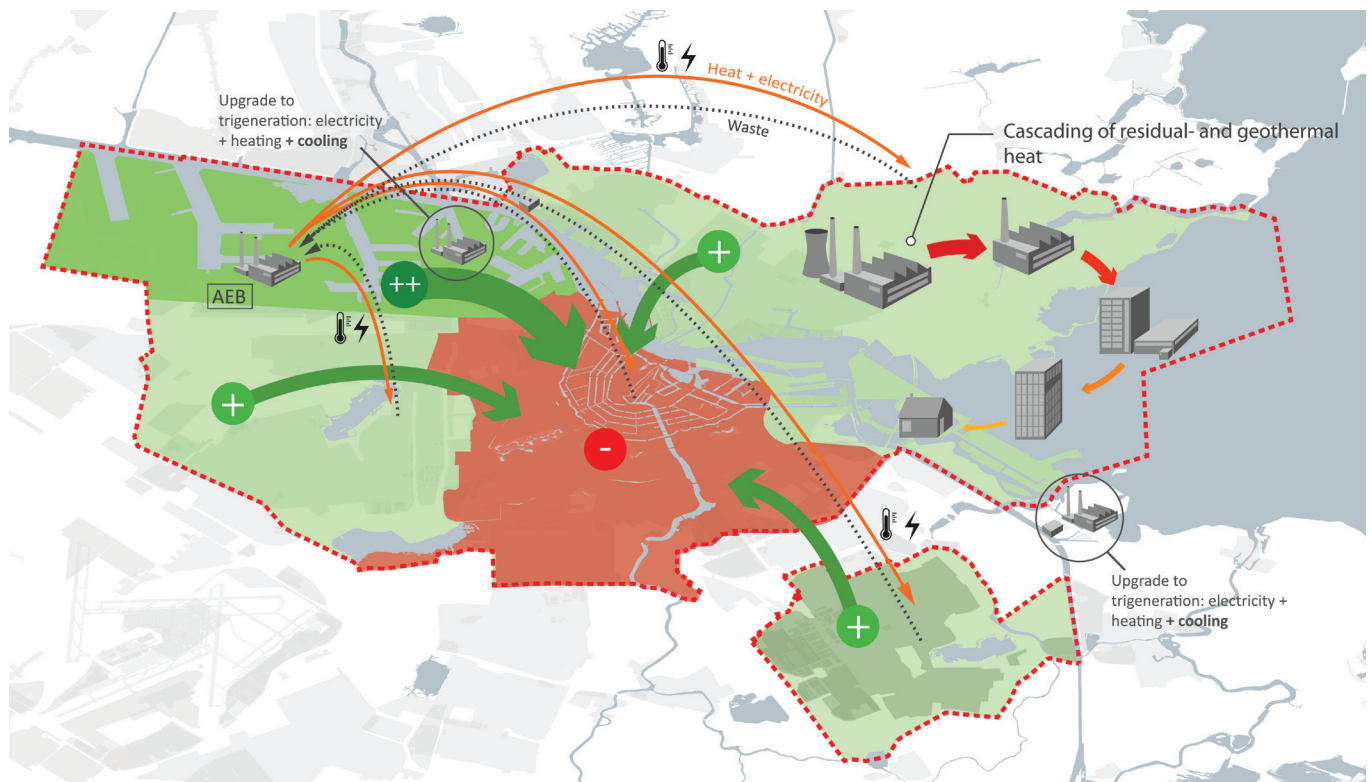 Heat + electricity
Upgrade to
trigeneration: electricity
+ heating + cooling
Waste
Cascading of residual- and geothermal
heat
+
AEB
++
+
-
+
Upgrade to
trigeneration: electricity +
heating + cooling